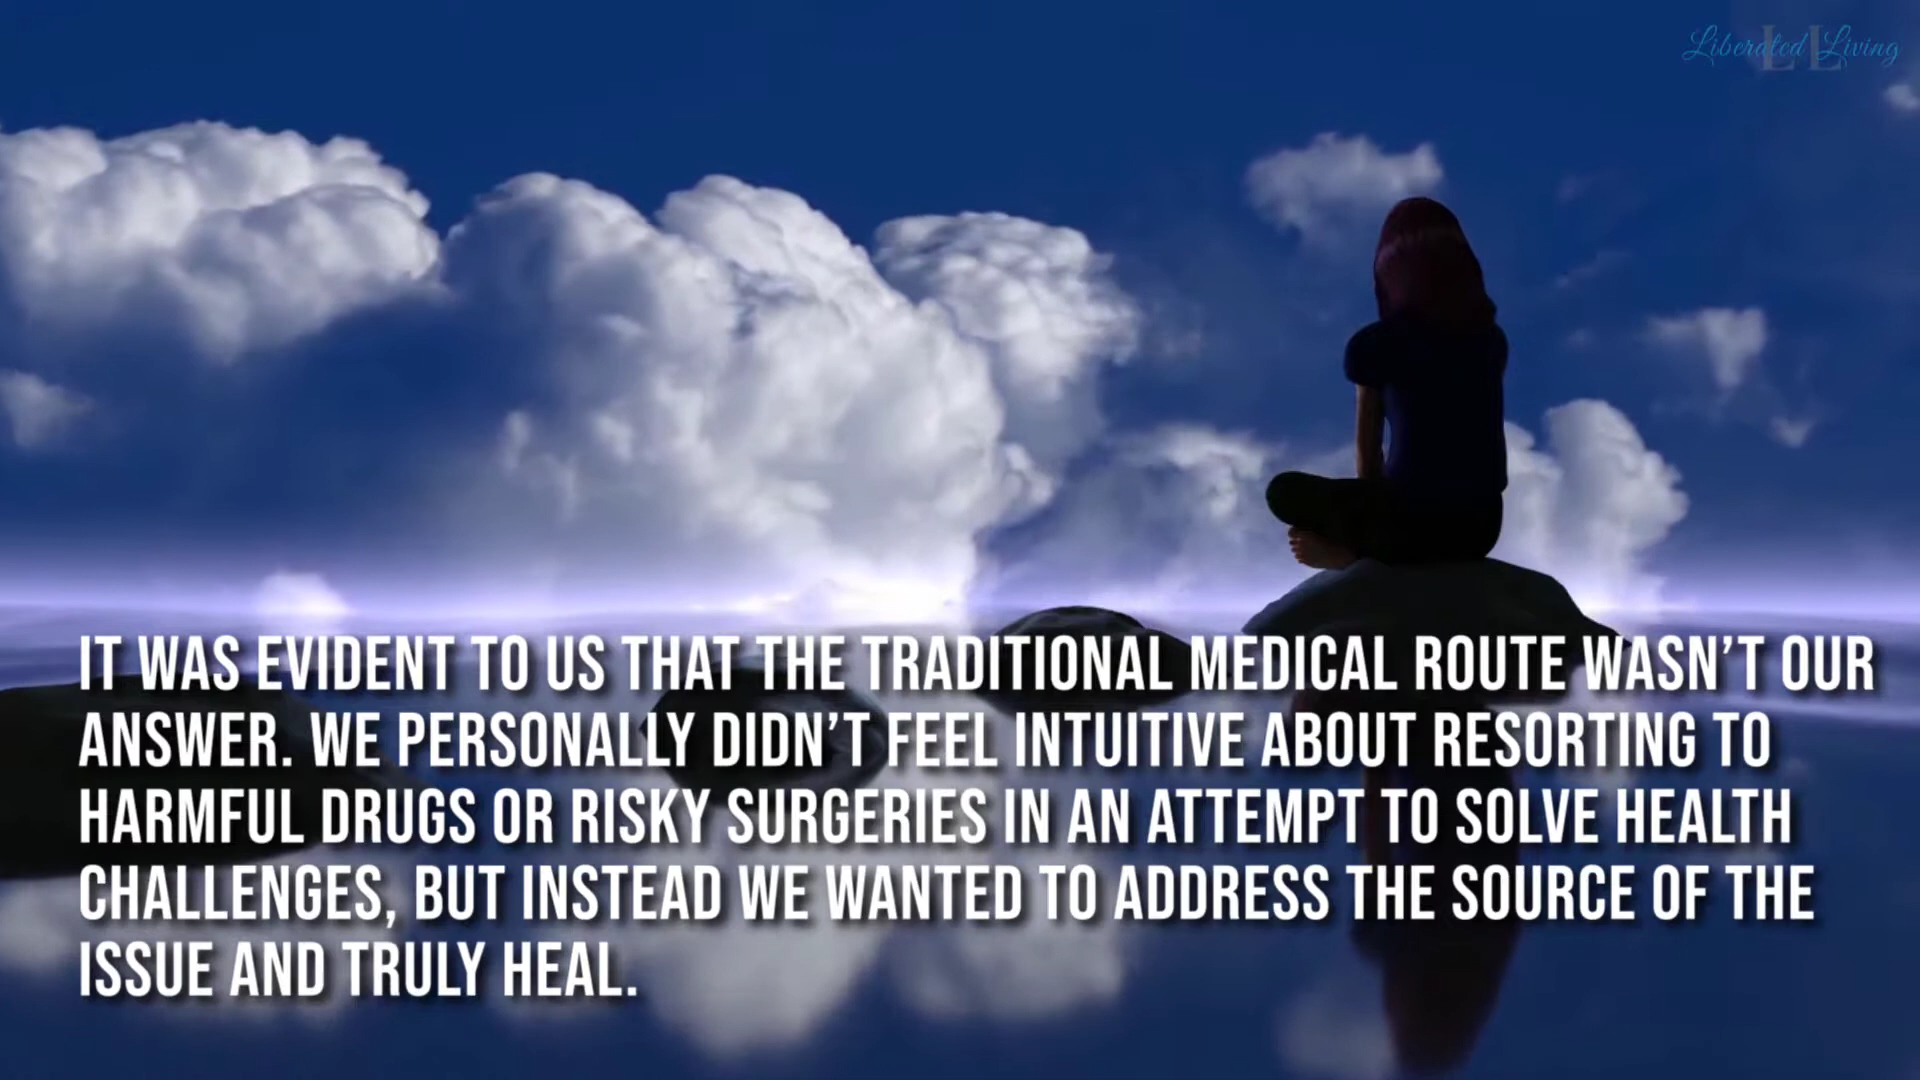 Liberated Living
LL
IT WAS EVIDENT TO US THAT THE TRADITIONAL MEDICAL ROUTE WASN'T OUR
ANSWER. WE PERSONALLY DIDN'T FEEL INTUITIVE ABOUT RESORTING TO
HARMFUL DRUGS OR RISKY SURGERIES IN AN ATTEMPT TO SOLVE HEALTH
CHALLENGES, BUT INSTEAD WE WANTED TO ADDRESS THE SOURCE OF THE
ISSUE AND TRULY HEAL.